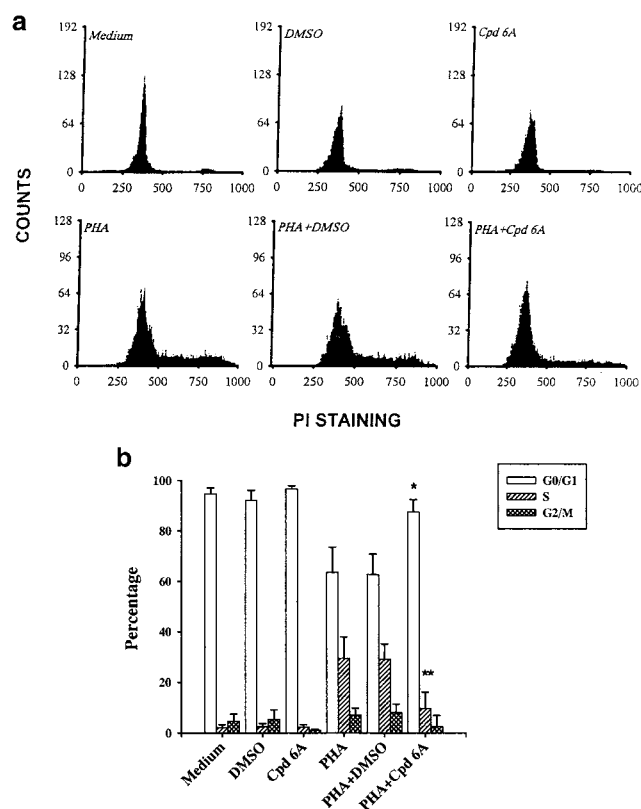 a
Medium
DMSO
Cpd 6A
192
128
64
0
0 250 500 750 1000
192
128
64
0
0 250 500 750 1000
192
128
64
0
0 250 500 750 1000
COUNTS
PHA
PHA+DMSO
PHA+Cpd 6A
128
96
64
32
0
0 250 500 750 1000
128
96
64
32
0
0 250 500 750 1000
128
96
64
32
0
0 250 500 750 1000
PI STAINING
b
Percentage
100
80
60
40
20
0
*
**
G0/G1
S
G2/M
Medium
DMSO
Cpd 6A
PHA
PHA+DMSO
PHA+Cpd 6A